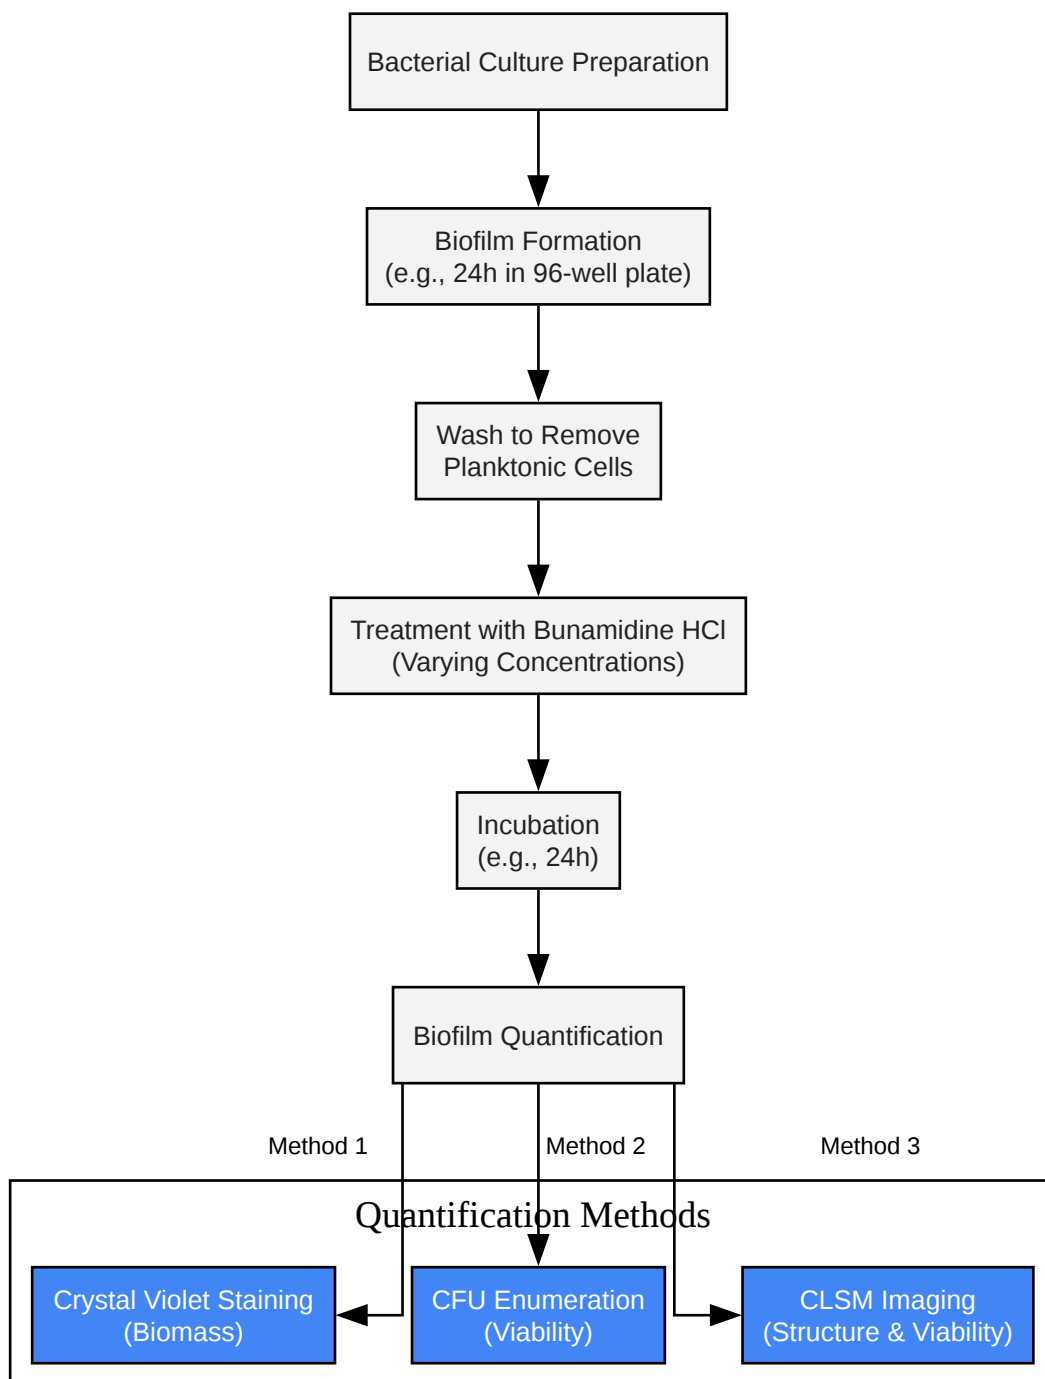 Bacterial Culture Preparation
Biofilm Formation
(e.g., 24h in 96-well plate)
Wash to Remove
Planktonic Cells
Treatment with Bunamidine HCl
(Varying Concentrations)
Incubation
(e.g., 24h)
Biofilm Quantification
Method 1
Method 2
Method 3
Quantification Methods
Crystal Violet Staining
(Biomass)
CFU Enumeration
(Viability)
CLSM Imaging
(Structure & Viability)